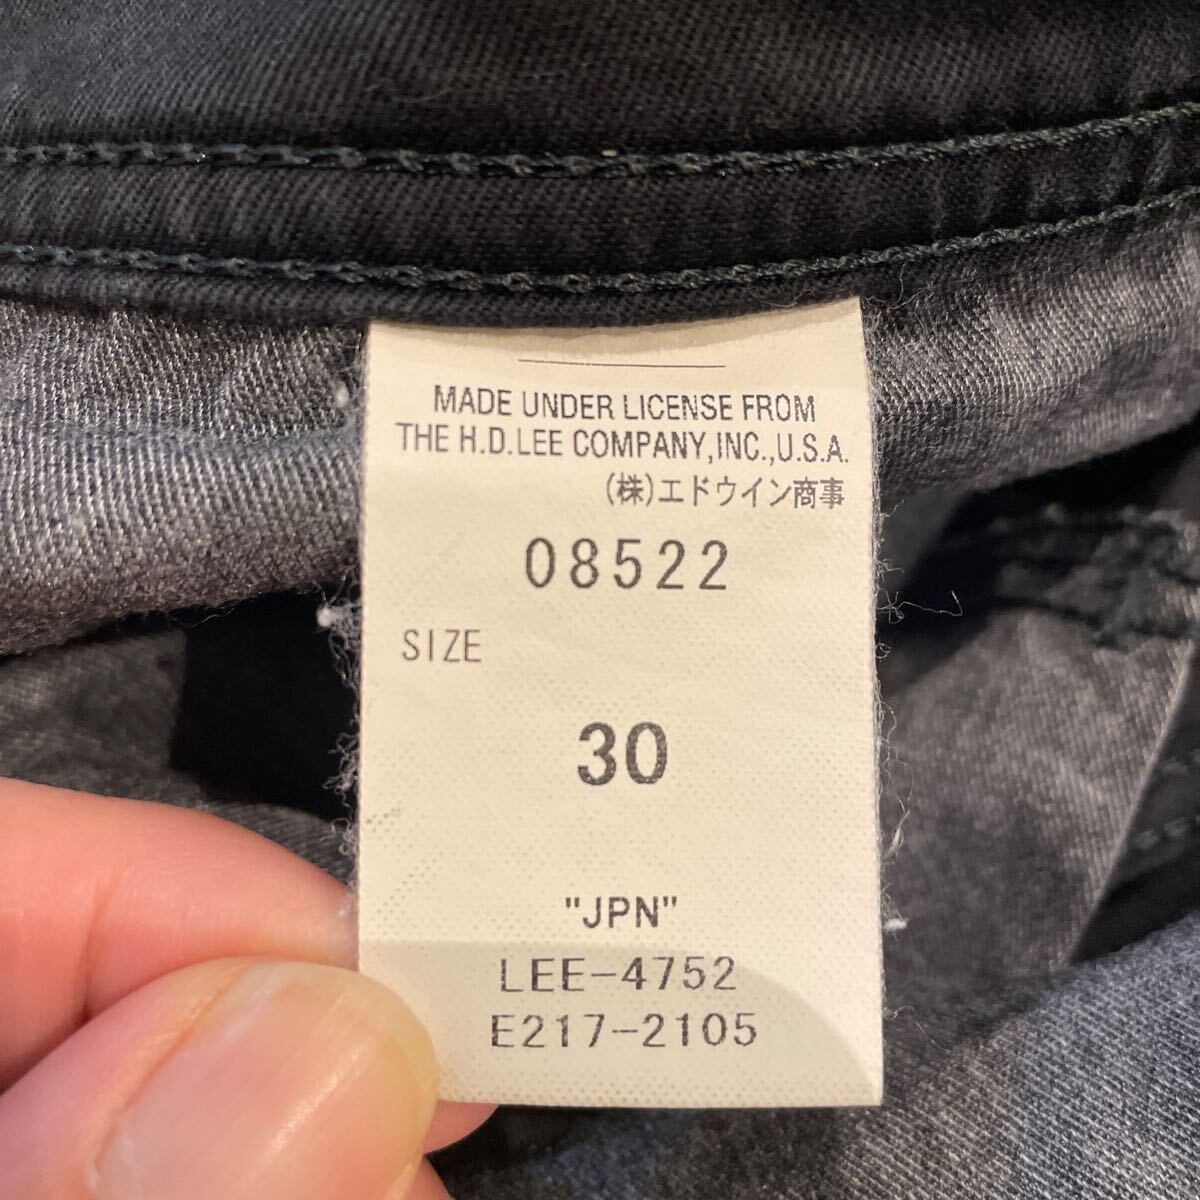 MADE UNDER LICENSE FROM
THE H.D.LEE COMPANY,INC.,U.S.A.
(株)エドウイン商事
08522
SIZE
30
"JPN"
LEE-4752
E217-2105